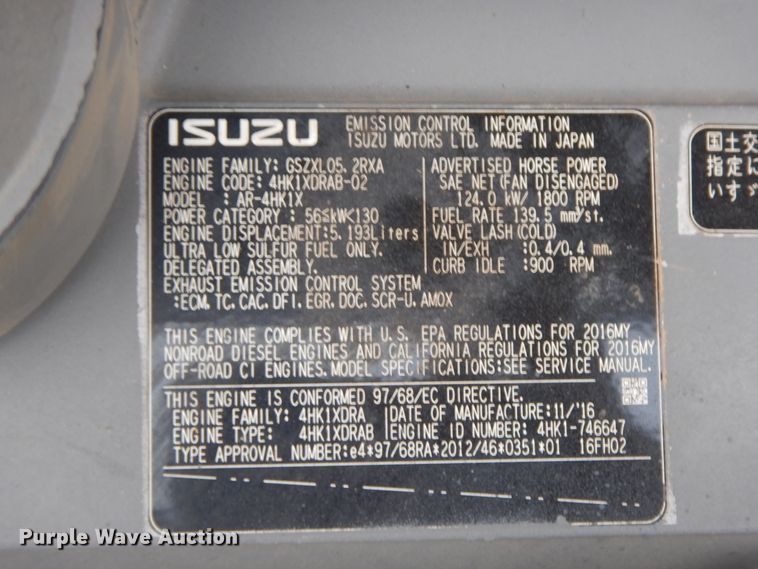 ISUZU EMISSION CONTROL INFORMATION
ISUZU MOTORS LTD. MADE IN JAPAN
ENGINE FAMILY: GSZXL05.2RXA
ENGINE CODE: 4HK1XDRAB-02
MODEL : AR-4HK1X
POWER CATEGORY : 56≦kW<130
ENGINE DISPLACEMENT:5.193Liters
ULTRA LOW SULFUR FUEL ONLY.
DELEGATED ASSEMBLY.
EXHAUST EMISSION CONTROL SYSTEM
:ECM.TC.CAC.DFI.EGR.DOC.SCR-U.AMOX
ADVERTISED HORSE POWER
SAE NET(FAN DISENGAGED)
124.0 kW/ 1800 RPM
FUEL RATE 139.5 mm³/st.
VALVE LASH(COLD)
IN/EXH :0.4/0.4 mm.
CURB IDLE :900 RPM
THIS ENGINE COMPLIES WITH U.S. EPA REGULATIONS FOR 2016MY
NONROAD DIESEL ENGINES AND CALIFORNIA REGULATIONS FOR 2016MY
OFF-ROAD CI ENGINES.MODEL SPECIFICATIONS:SEE SERVICE MANUAL.
THIS ENGINE IS CONFORMED 97/68/EC DIRECTIVE.
ENGINE FAMILY: 4HK1XDRA DATE OF MANUFACTURE:11/'16
ENGINE TYPE: 4HK1XDRAB ENGINE ID NUMBER: 4HK1-746647
TYPE APPROVAL NUMBER:e4*97/68RA*2012/46*0351*01 16FH02
国土交
指定に
いすゞ
Purple Wave Auction